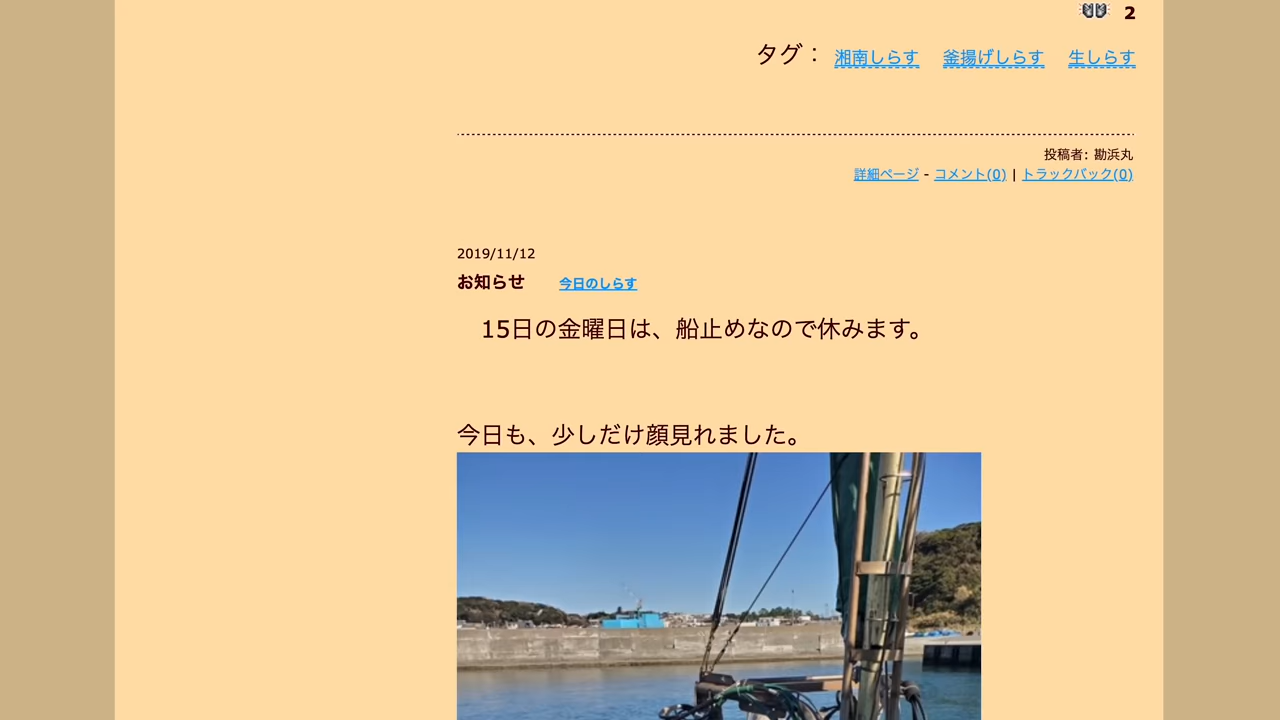 2
タグ： 湘南しらす 釜揚げしらす 生しらす
投稿者: 勘浜丸
詳細ページ - コメント(0) | トラックバック(0)
2019/11/12
お知らせ 今日のしらす
15日の金曜日は、船止めなので休みます。
今日も、少しだけ顔見れました。